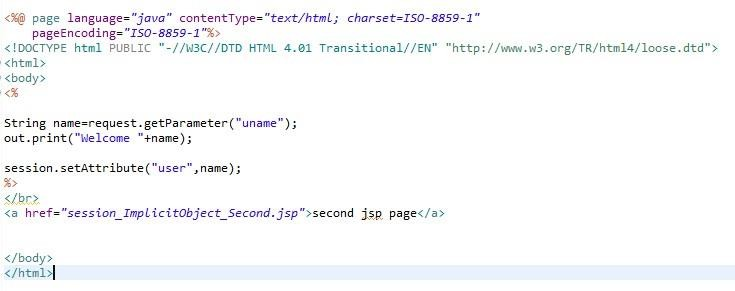 <%@ page language="java" contentType="text/html; charset=ISO-8859-1"
pageEncoding="ISO-8859-1"%>
<!DOCTYPE html PUBLIC "-//W3C//DTD HTML 4.01 Transitional//EN" "http://www.w3.org/TR/html4/loose.dtd">
<html>
<body>
<%
String name=request.getParameter("uname");
out.print("Welcome "+name);
session.setAttribute("user",name);
%>
</br>
<a href="session_ImplicitObject_Second.jsp">second jsp page</a>
</body>
</html>